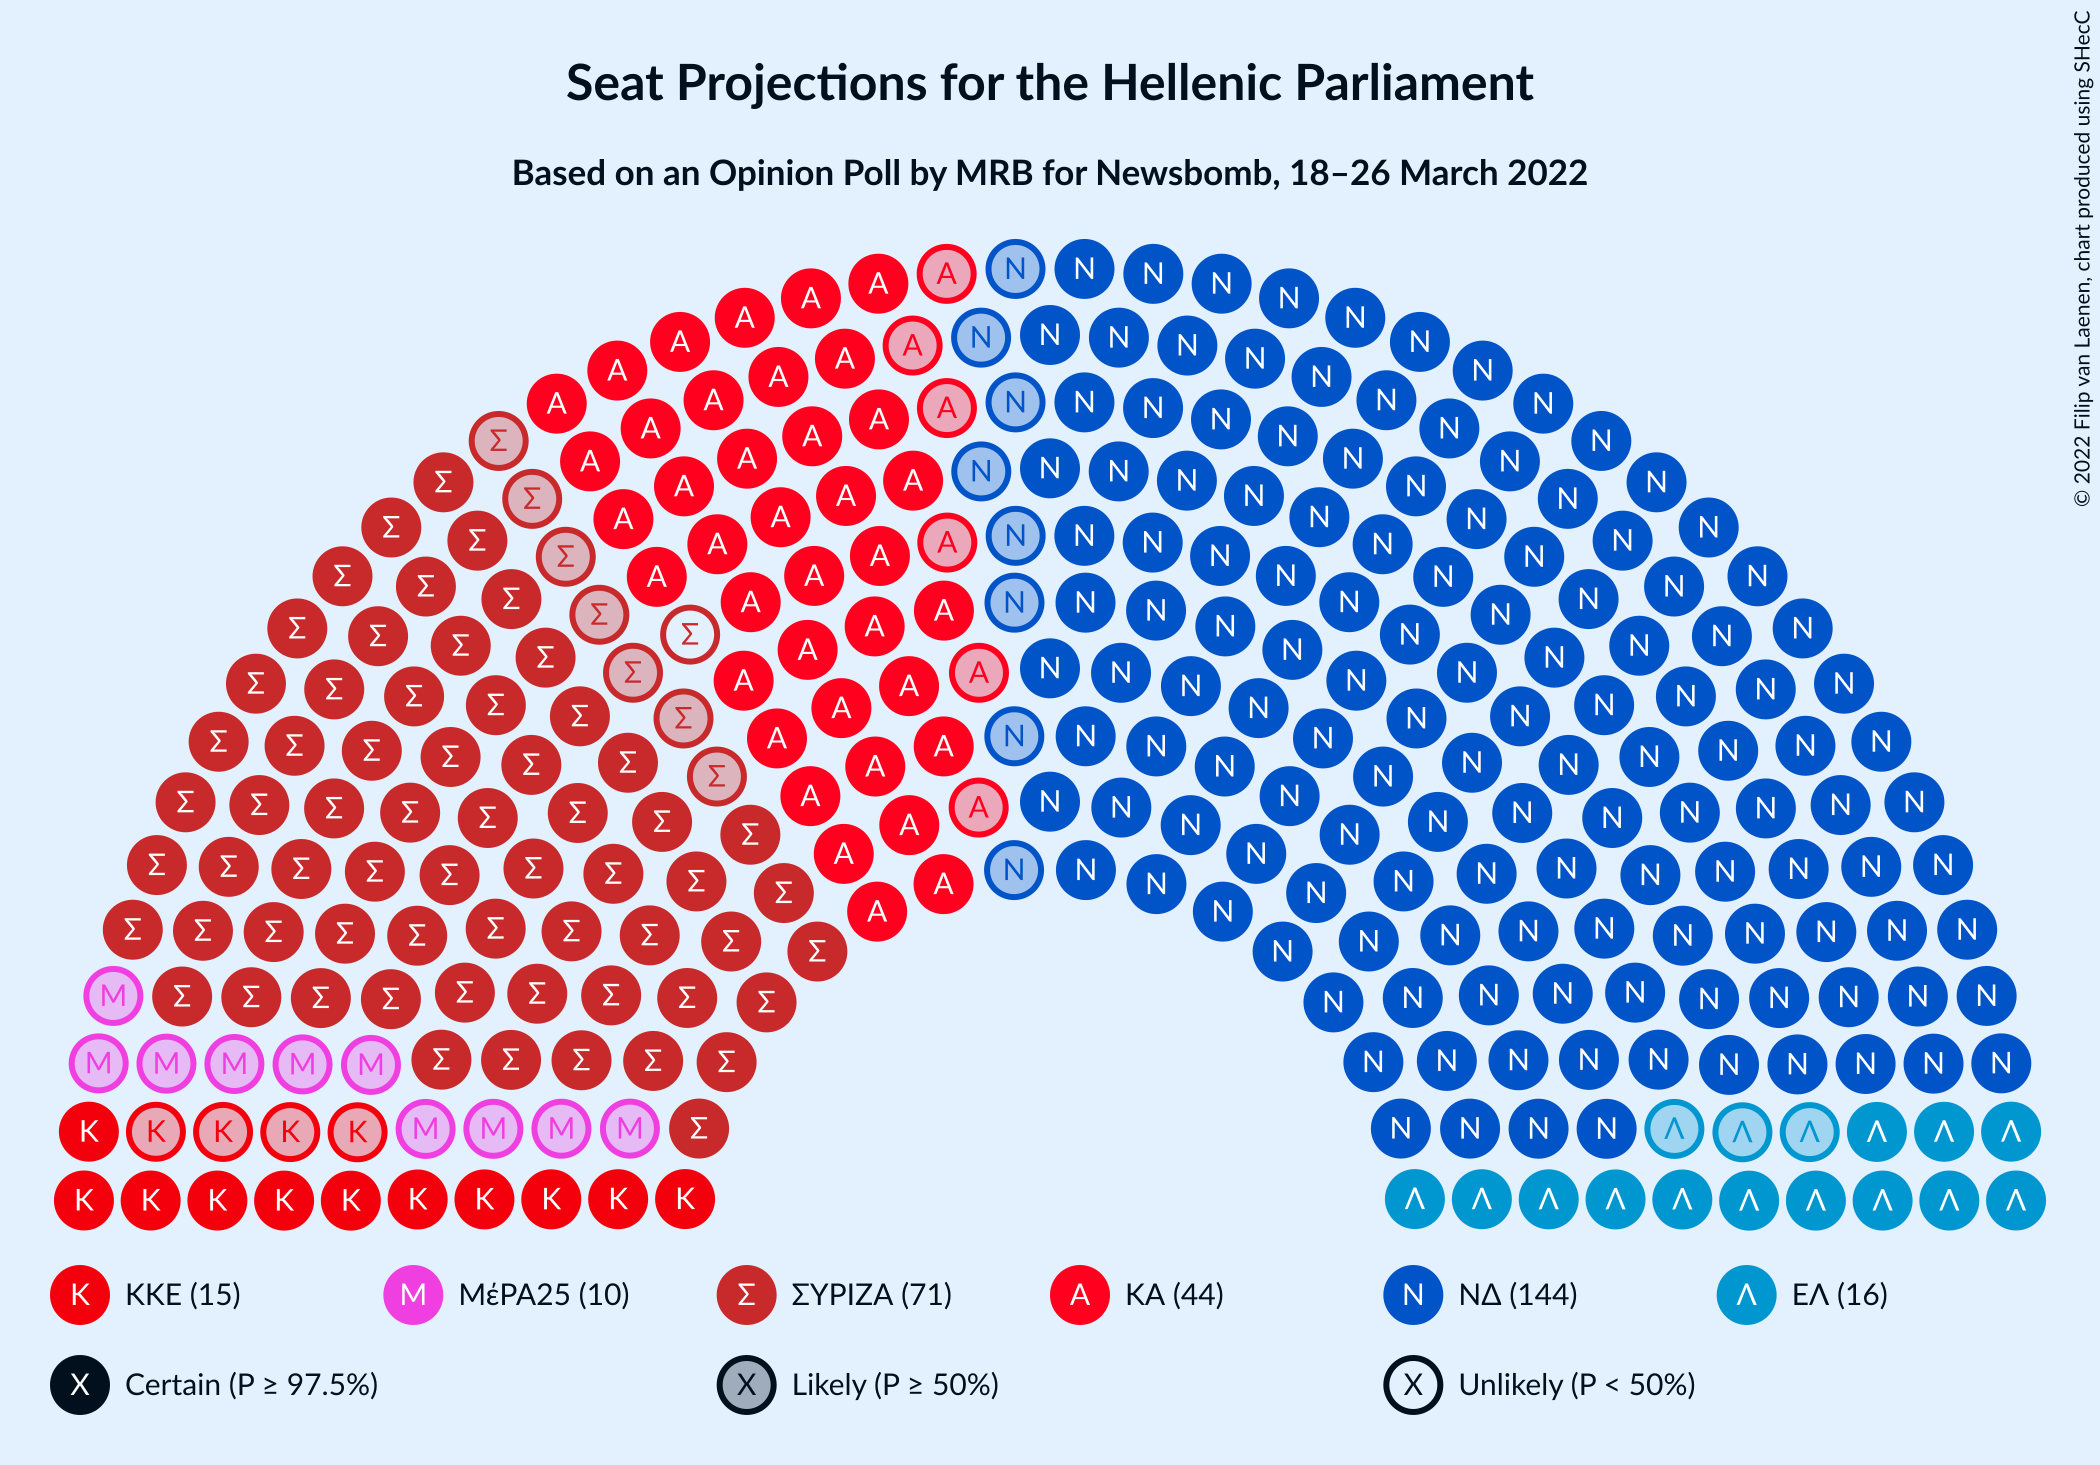 Seat Projections for the Hellenic Parliament
Based on an Opinion Poll by MRB for Newsbomb, 18–26 March 2022
© 2022 Filip van Laenen, chart produced using SHecC
K KKE (15) M ΜέΡΑ25 (10) Σ ΣΥΡΙΖΑ (71) A ΚΑ (44) N ΝΔ (144) Λ ΕΛ (16)
X Certain (P ≥ 97.5%) X Likely (P ≥ 50%) X Unlikely (P < 50%)